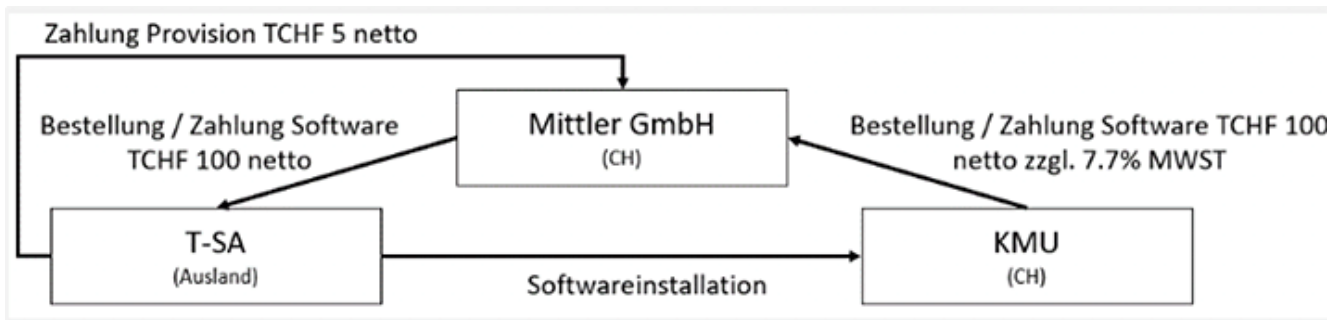 Zahlung Provision TCHF 5 netto
Mittler GmbH
(CH)
Bestellung / Zahlung Software
TCHF 100 netto
Bestellung / Zahlung Software TCHF 100
netto zzgl. 7.7% MWST
T-SA
(Ausland)
KMU
(CH)
Softwareinstallation